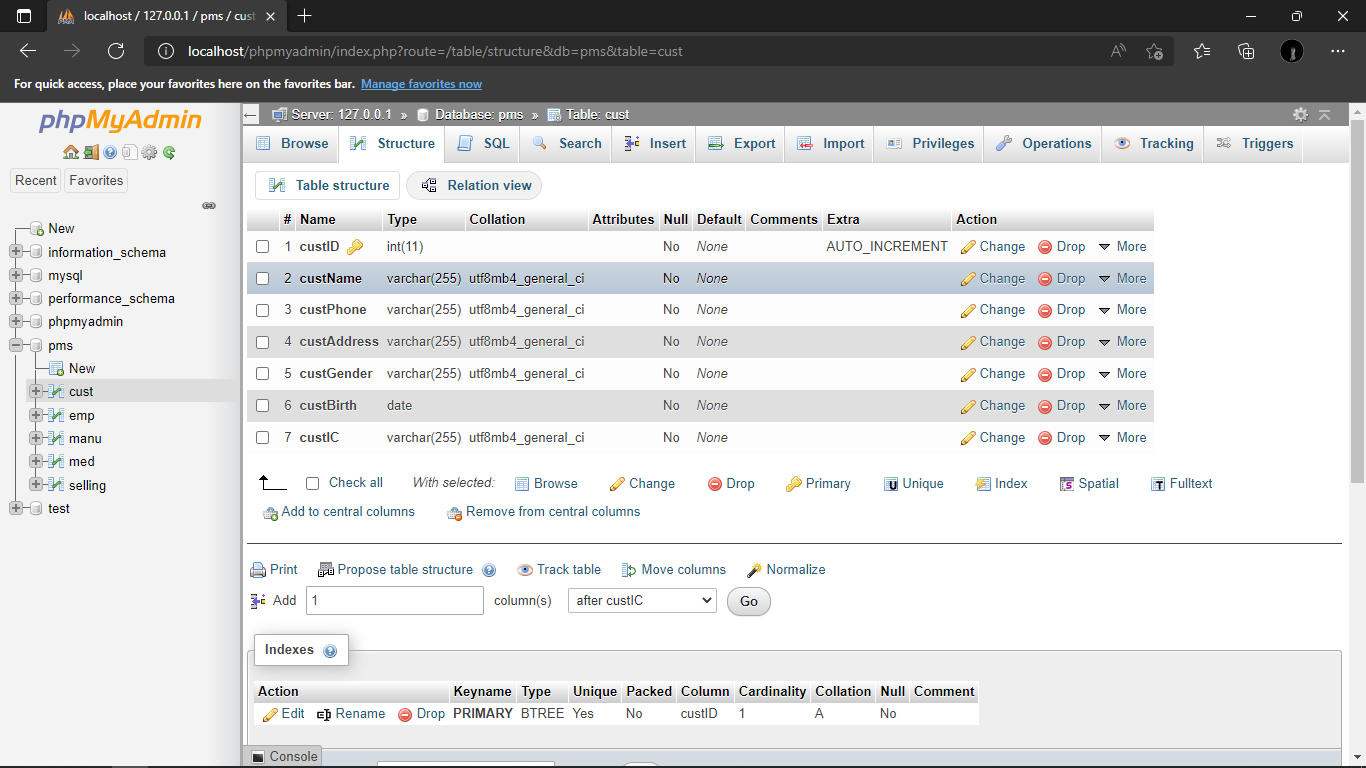 localhost / 127.0.0.1 / pms / cust
localhost/phpmyadmin/index.php?route=/table/structure&db=pms&table=cust
For quick access, place your favorites here on the favorites bar. Manage favorites now
phpMyAdmin
Recent Favorites
New
information_schema
mysql
performance_schema
phpmyadmin
pms
New
cust
emp
manu
med
selling
test
Server: 127.0.0.1 » Database: pms » Table: cust
Browse Structure SQL Search Insert Export Import Privileges Operations Tracking Triggers
Table structure Relation view
# Name Type Collation Attributes Null Default Comments Extra Action
1 custID int(11) No None AUTO_INCREMENT Change Drop More
2 custName varchar(255) utf8mb4_general_ci No None Change Drop More
3 custPhone varchar(255) utf8mb4_general_ci No None Change Drop More
4 custAddress varchar(255) utf8mb4_general_ci No None Change Drop More
5 custGender varchar(255) utf8mb4_general_ci No None Change Drop More
6 custBirth date No None Change Drop More
7 custIC varchar(255) utf8mb4_general_ci No None Change Drop More
Check all With selected: Browse Change Drop Primary Unique Index Spatial Fulltext
Add to central columns Remove from central columns
Print Propose table structure Track table Move columns Normalize
Add 1 column(s) after custIC Go
Indexes
Action Keyname Type Unique Packed Column Cardinality Collation Null Comment
Edit Rename Drop PRIMARY BTREE Yes No custID 1 A No
Console